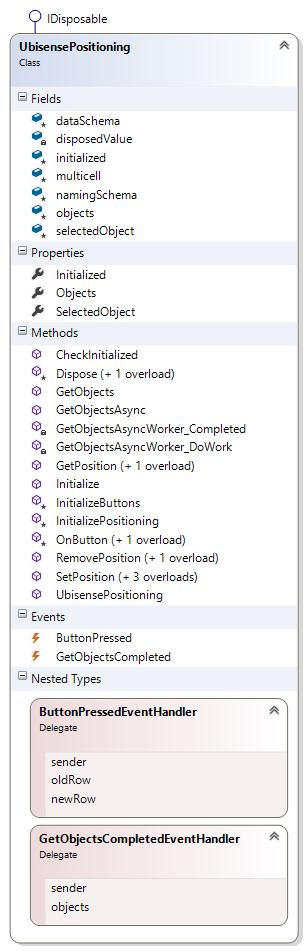 IDisposable
UbisensePositioning
Class
Fields
dataSchema
disposedValue
initialized
multicell
namingSchema
objects
selectedObject
Properties
Initialized
Objects
SelectedObject
Methods
CheckInitialized
Dispose (+ 1 overload)
GetObjects
GetObjectsAsync
GetObjectsAsyncWorker_Completed
GetObjectsAsyncWorker_DoWork
GetPosition (+ 1 overload)
Initialize
InitializeButtons
InitializePositioning
OnButton (+ 1 overload)
RemovePosition (+ 1 overload)
SetPosition (+ 3 overloads)
UbisensePositioning
Events
ButtonPressed
GetObjectsCompleted
Nested Types
ButtonPressedEventHandler
Delegate
sender
oldRow
newRow
GetObjectsCompletedEventHandler
Delegate
sender
objects